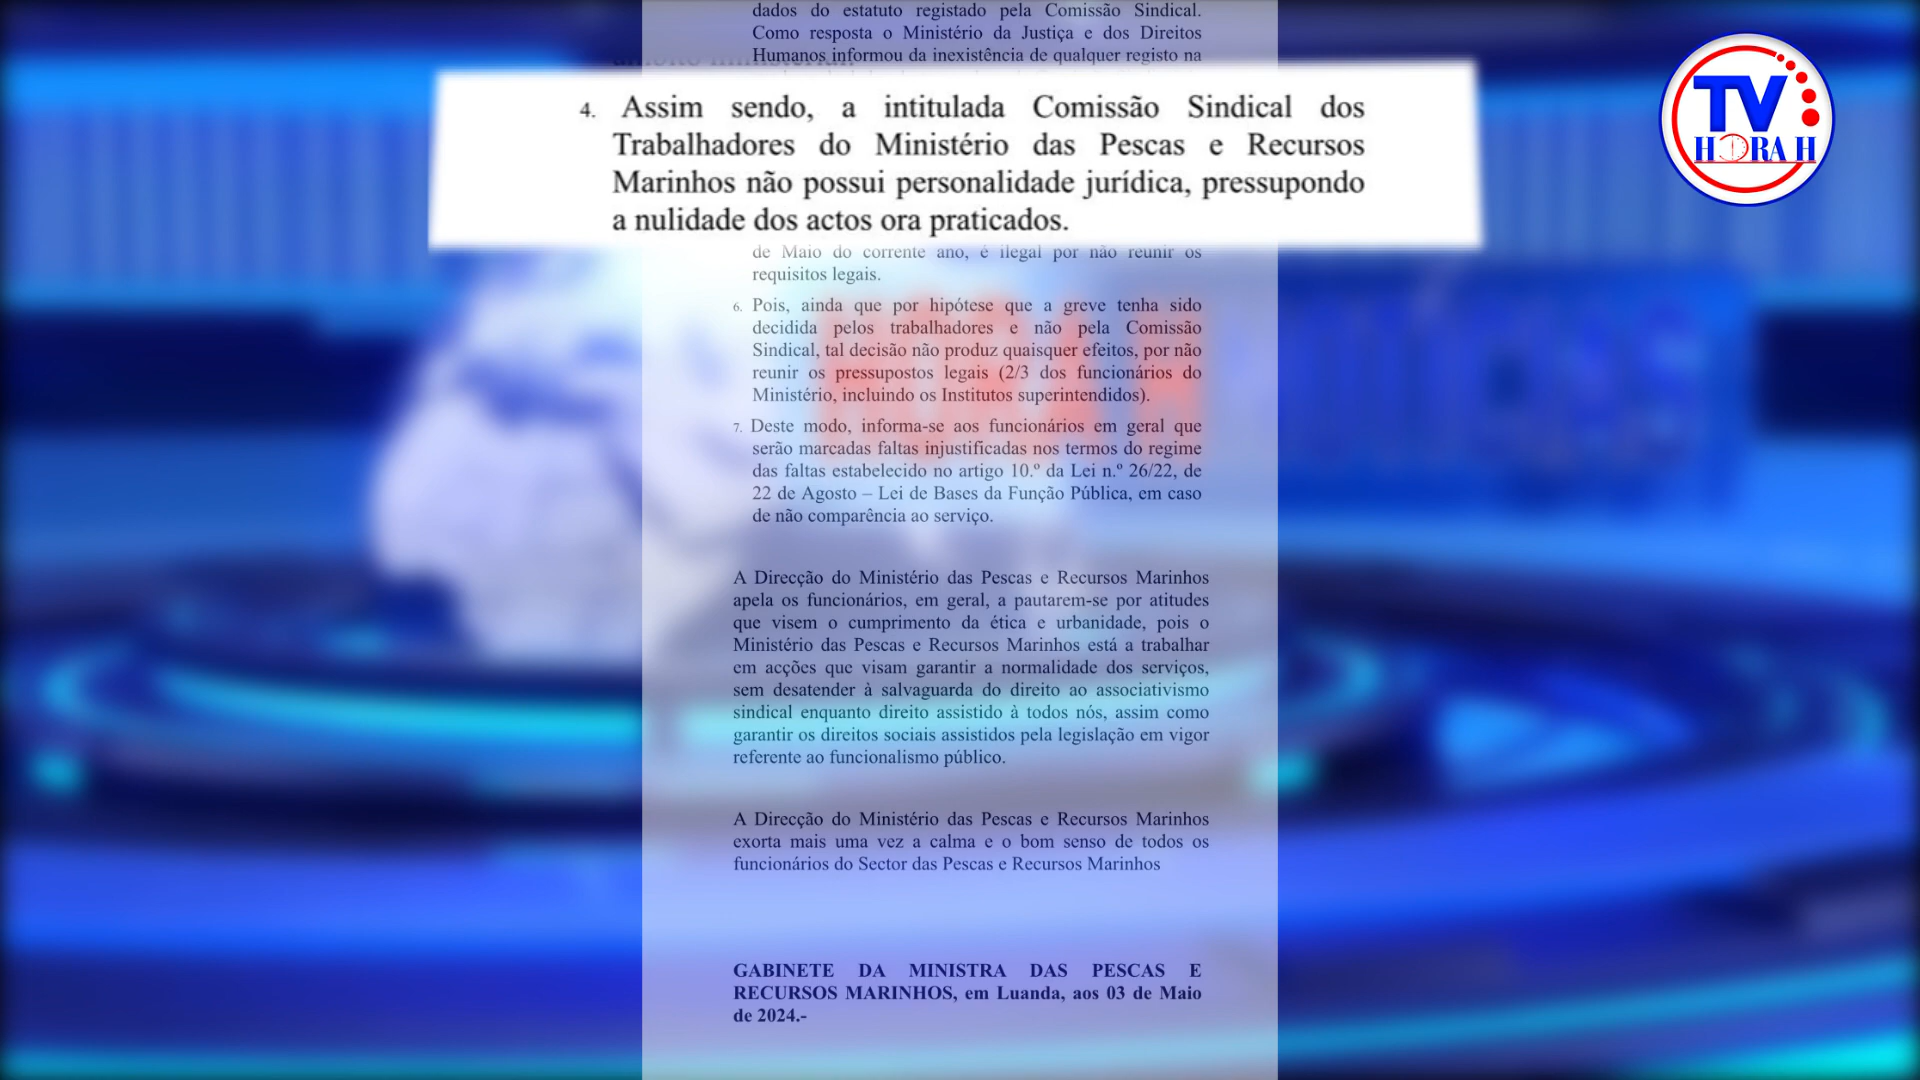 dados do estatuto registado pela Comissão Sindical.
Como resposta o Ministério da Justiça e dos Direitos
Humanos informou da inexistência de qualquer registo na
4. Assim sendo, a intitulada Comissão Sindical dos
Trabalhadores do Ministério das Pescas e Recursos
Marinhos não possui personalidade jurídica, pressupondo
a nulidade dos actos ora praticados.
TV
HORA H
de Maio do corrente ano, é ilegal por não reunir os
requisitos legais.
6. Pois, ainda que por hipótese que a greve tenha sido
decidida pelos trabalhadores e não pela Comissão
Sindical, tal decisão não produz quaisquer efeitos, por não
reunir os pressupostos legais (2/3 dos funcionários do
Ministério, incluindo os Institutos superintendidos).
7. Deste modo, informa-se aos funcionários em geral que
serão marcadas faltas injustificadas nos termos do regime
das faltas estabelecido no artigo 10.º da Lei n.º 26/22, de
22 de Agosto – Lei de Bases da Função Pública, em caso
de não comparência ao serviço.
A Direcção do Ministério das Pescas e Recursos Marinhos
apela os funcionários, em geral, a pautarem-se por atitudes
que visem o cumprimento da ética e urbanidade, pois o
Ministério das Pescas e Recursos Marinhos está a trabalhar
em acções que visam garantir a normalidade dos serviços,
sem desatender à salvaguarda do direito ao associativismo
sindical enquanto direito assistido à todos nós, assim como
garantir os direitos sociais assistidos pela legislação em vigor
referente ao funcionalismo público.
A Direcção do Ministério das Pescas e Recursos Marinhos
exorta mais uma vez a calma e o bom senso de todos os
funcionários do Sector das Pescas e Recursos Marinhos
GABINETE DA MINISTRA DAS PESCAS E
RECURSOS MARINHOS, em Luanda, aos 03 de Maio
de 2024.-